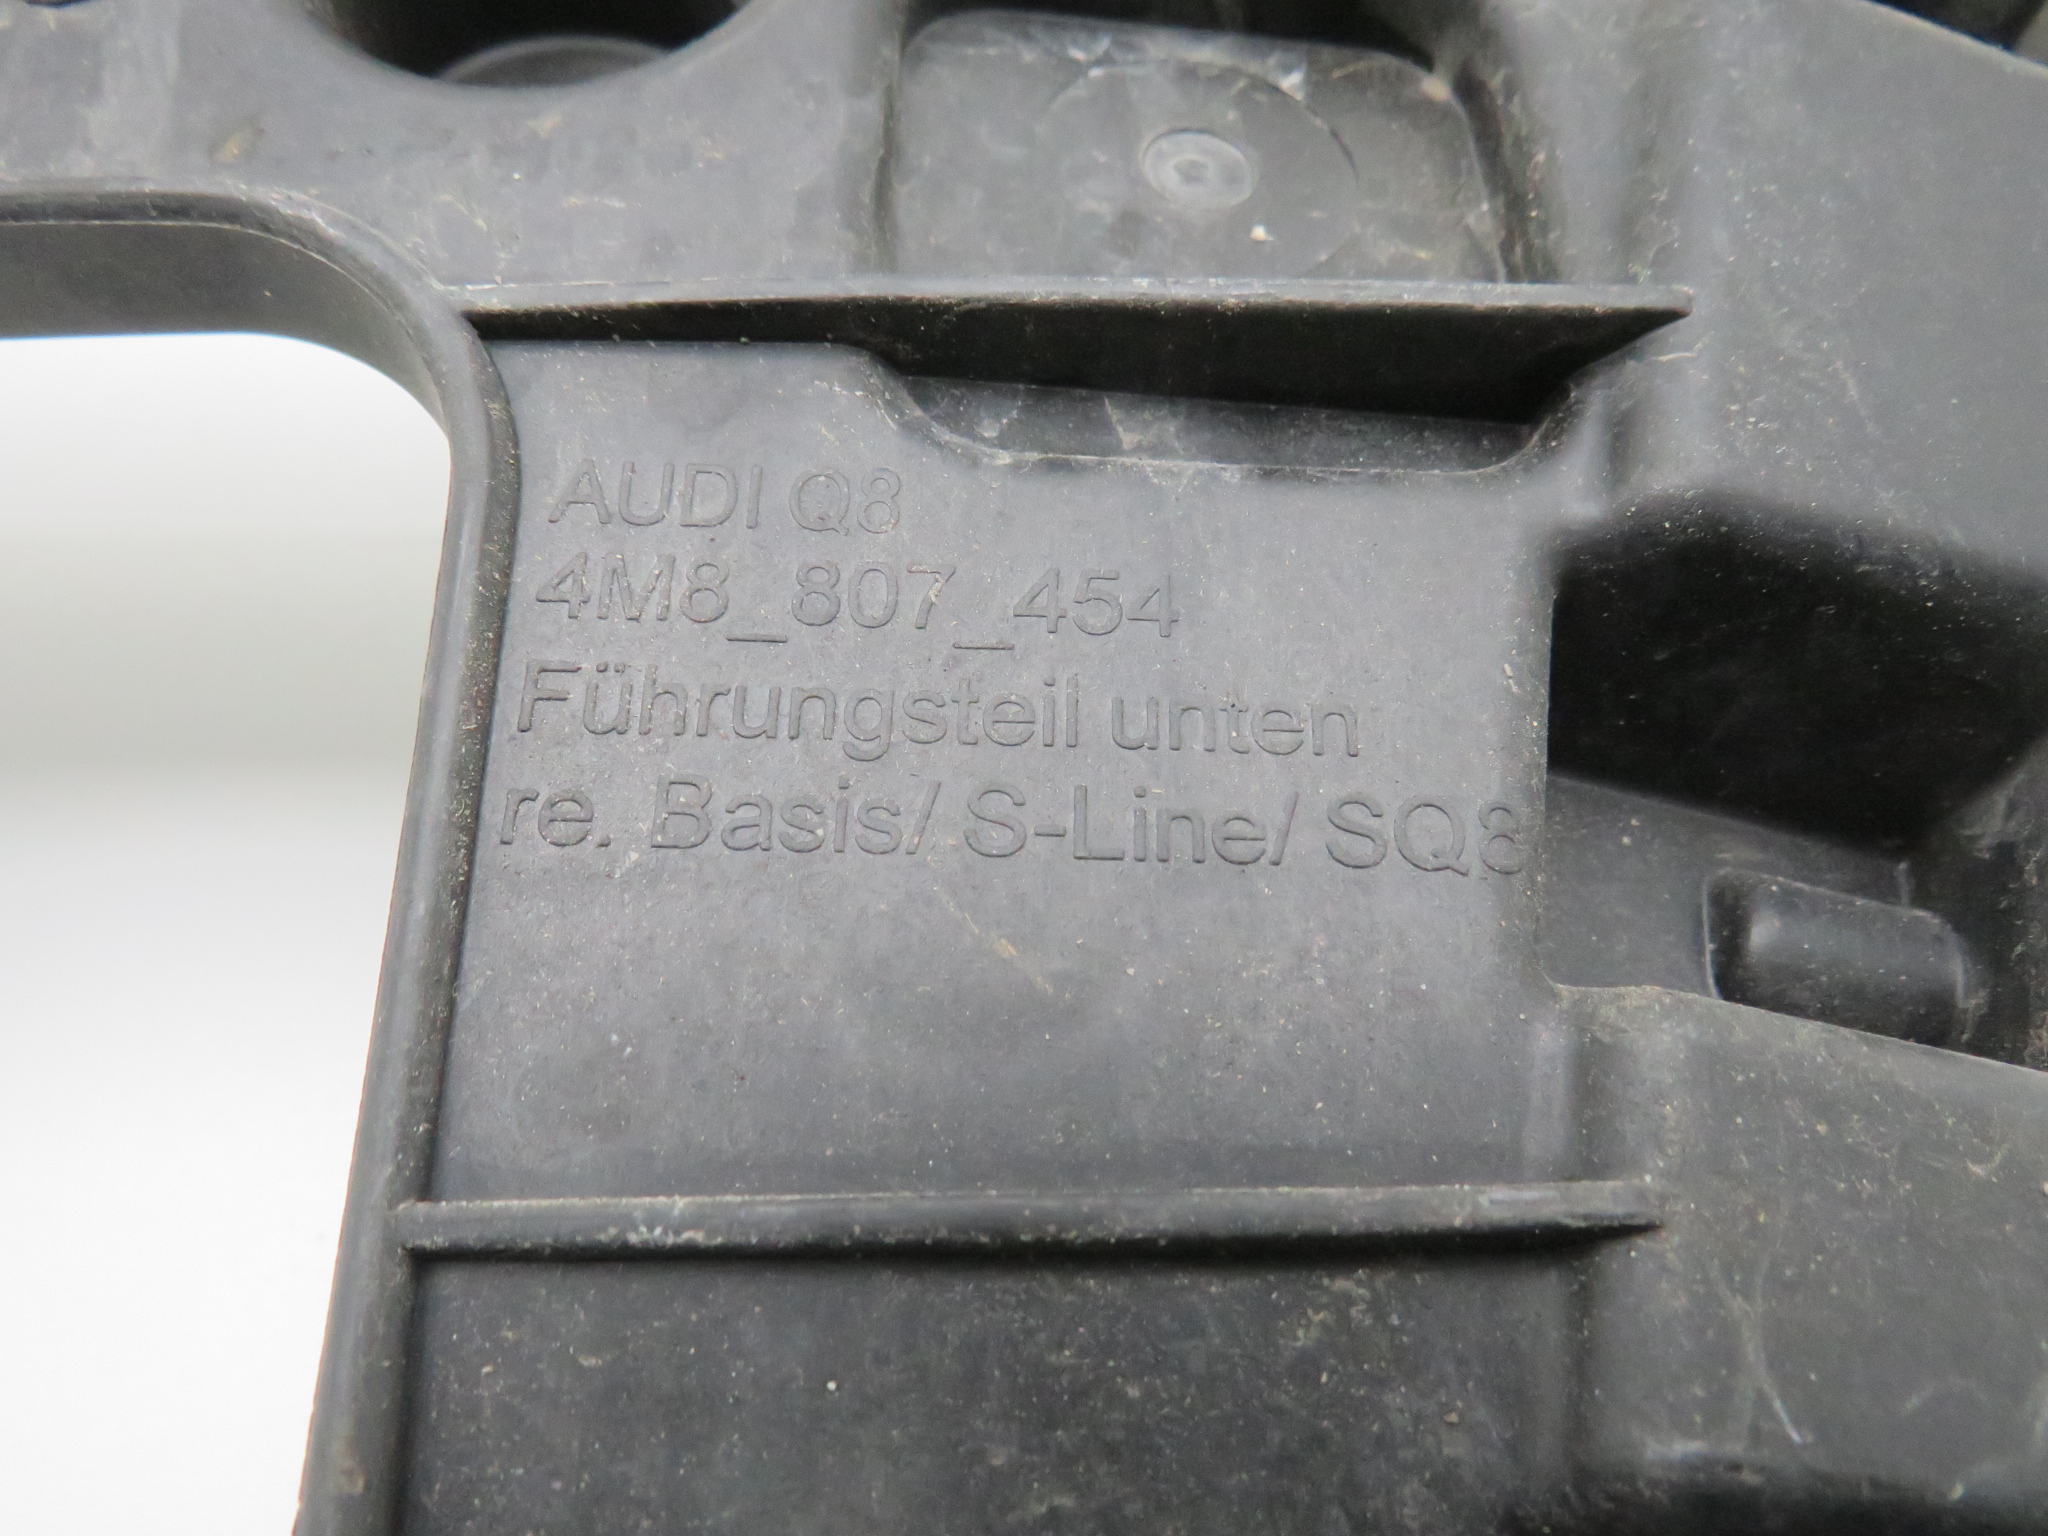 AUDI Q8
4M8_807_454
Führungsteil unten
re. Basis/ S-Line/ SQ8